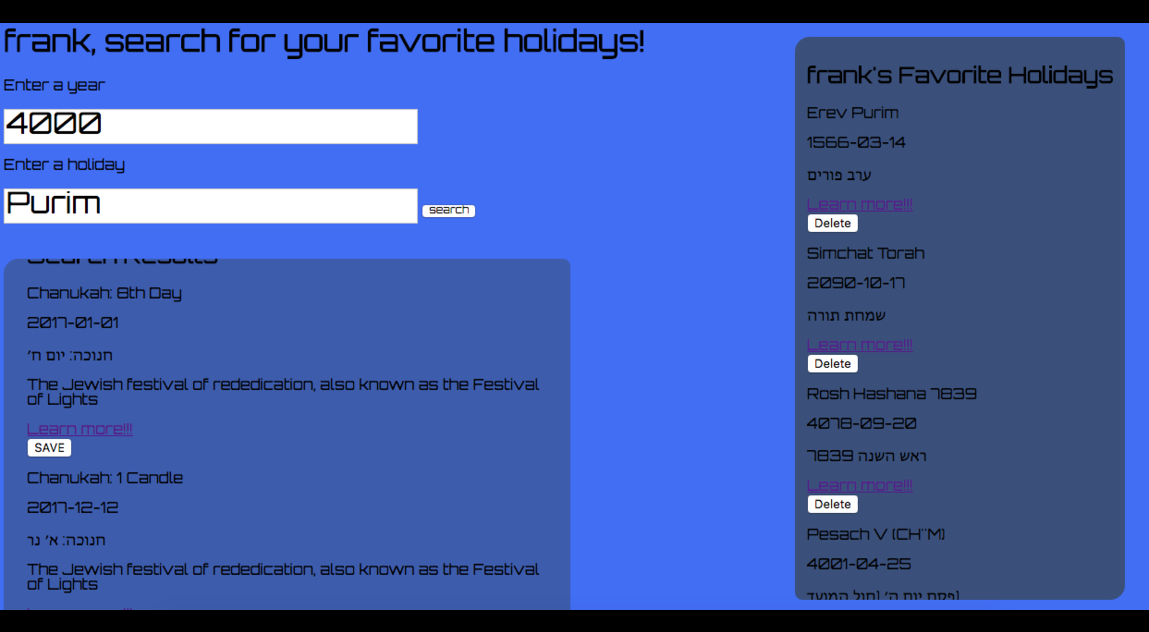 frank, search for your favorite holidays!
Enter a year
4000
Enter a holiday
Purim
search
Search Results
Chanukah: 8th Day
2017-01-01
חנוכה: יום ח׳
The Jewish festival of rededication, also known as the Festival
of Lights
Learn more!!!
SAVE
Chanukah: 1 Candle
2017-12-12
חנוכה: א׳ נר
The Jewish festival of rededication, also known as the Festival
of Lights
frank's Favorite Holidays
Erev Purim
1566-03-14
ערב פורים
Learn more!!!
Delete
Simchat Torah
2090-10-17
שמחת תורה
Learn more!!!
Delete
Rosh Hashana 7839
4078-09-20
ראש השנה 7839
Learn more!!!
Delete
Pesach V (CH''M)
4001-04-25
פסח יום ה׳ (חול המועד)